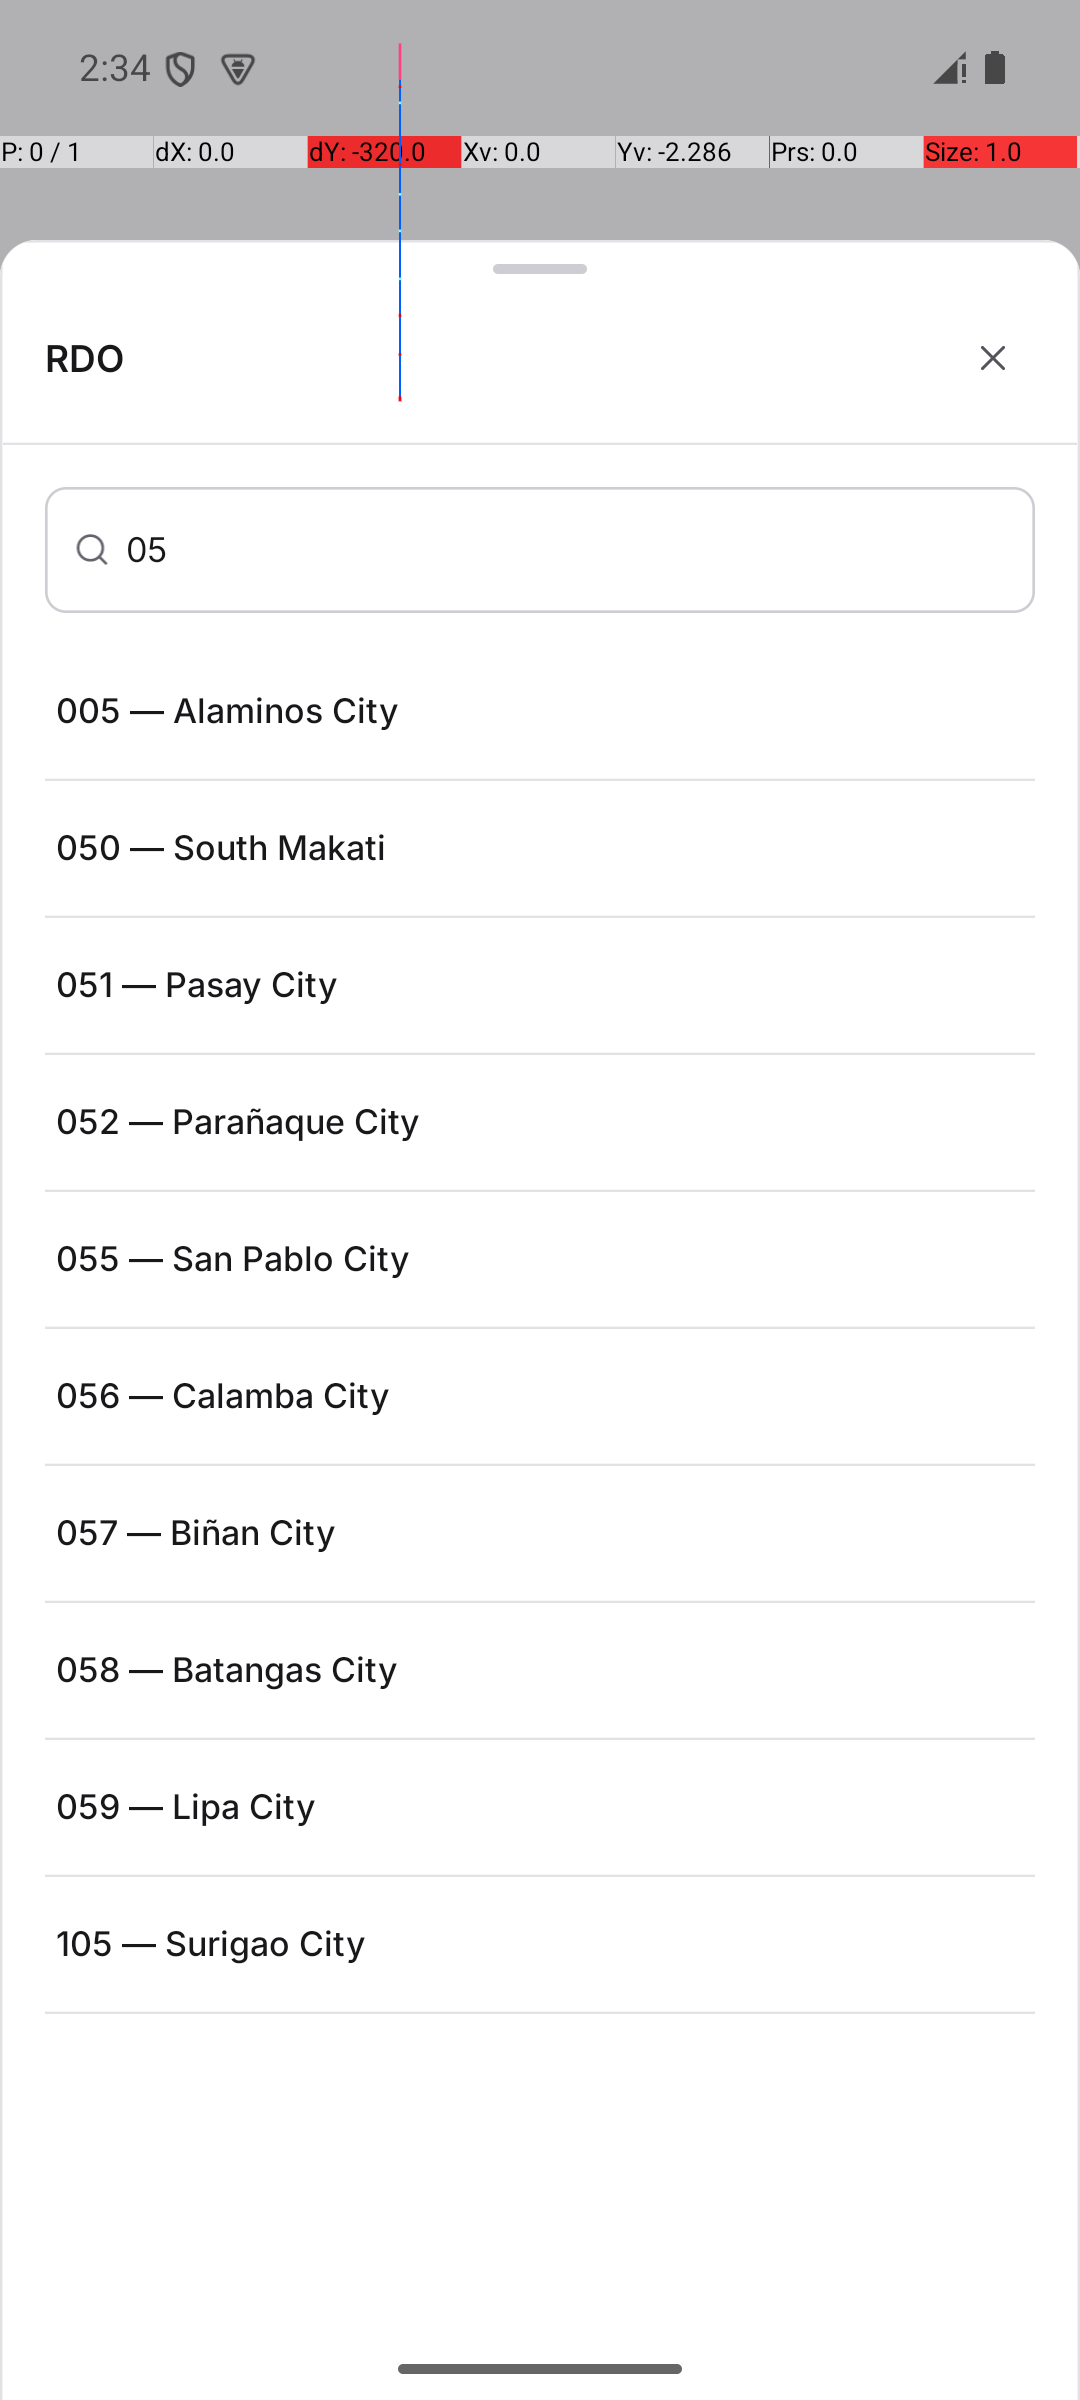 2:34
P: 0 / 1 dX: 0.0 dY: -320.0 Xv: 0.0 Yv: -2.286 Prs: 0.0 Size: 1.0
RDO
05
005 — Alaminos City
050 — South Makati
051 — Pasay City
052 — Parañaque City
055 — San Pablo City
056 — Calamba City
057 — Biñan City
058 — Batangas City
059 — Lipa City
105 — Surigao City